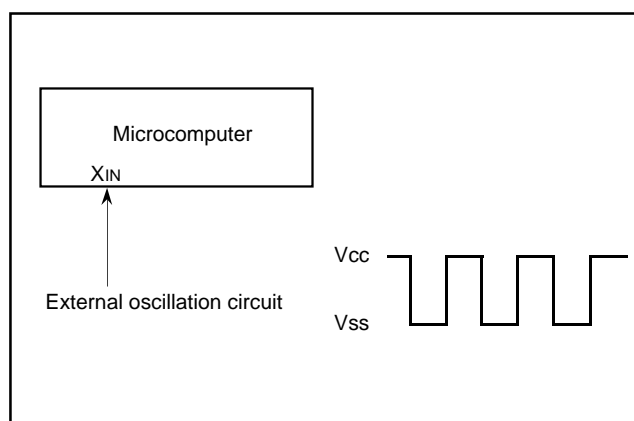 Microcomputer
XIN
External oscillation circuit
Vcc
Vss